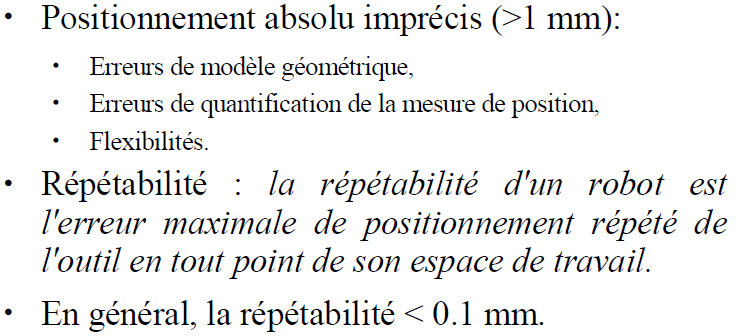 • Positionnement absolu imprécis (>1 mm):
• Erreurs de modèle géométrique,
• Erreurs de quantification de la mesure de position,
• Flexibilités.
• Répétabilité : la répétabilité d'un robot est
l'erreur maximale de positionnement répété de
l'outil en tout point de son espace de travail.
• En général, la répétabilité < 0.1 mm.